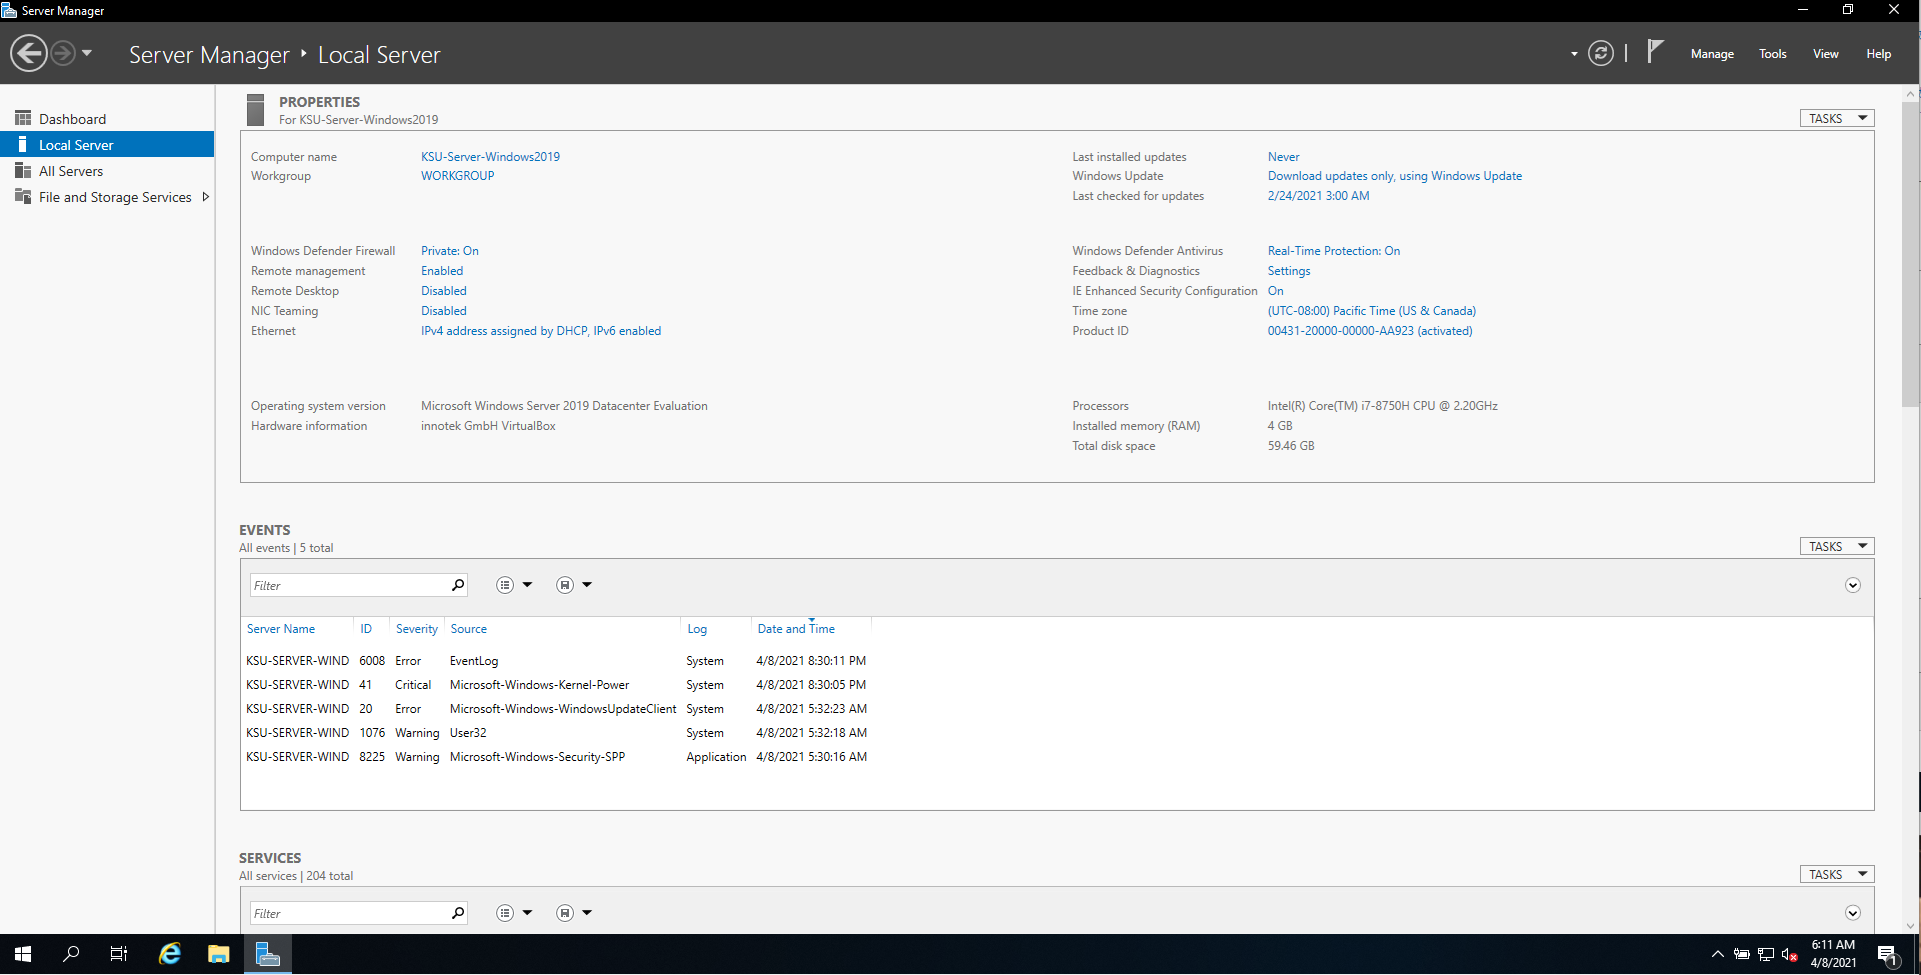 Server Manager
Server Manager ‣ Local Server
Manage Tools View Help
Dashboard
Local Server
All Servers
File and Storage Services
PROPERTIES
For KSU-Server-Windows2019
TASKS
Computer name KSU-Server-Windows2019
Workgroup WORKGROUP
Last installed updates Never
Windows Update Download updates only, using Windows Update
Last checked for updates 2/24/2021 3:00 AM
Windows Defender Firewall Private: On
Remote management Enabled
Remote Desktop Disabled
NIC Teaming Disabled
Ethernet IPv4 address assigned by DHCP, IPv6 enabled
Windows Defender Antivirus Real-Time Protection: On
Feedback & Diagnostics Settings
IE Enhanced Security Configuration On
Time zone (UTC-08:00) Pacific Time (US & Canada)
Product ID 00431-20000-00000-AA923 (activated)
Operating system version Microsoft Windows Server 2019 Datacenter Evaluation
Hardware information innotek GmbH VirtualBox
Processors Intel(R) Core(TM) i7-8750H CPU @ 2.20GHz
Installed memory (RAM) 4 GB
Total disk space 59.46 GB
EVENTS
All events | 5 total
TASKS
Filter
Server Name ID Severity Source Log Date and Time
KSU-SERVER-WIND 6008 Error EventLog System 4/8/2021 8:30:11 PM
KSU-SERVER-WIND 41 Critical Microsoft-Windows-Kernel-Power System 4/8/2021 8:30:05 PM
KSU-SERVER-WIND 20 Error Microsoft-Windows-WindowsUpdateClient System 4/8/2021 5:32:23 AM
KSU-SERVER-WIND 1076 Warning User32 System 4/8/2021 5:32:18 AM
KSU-SERVER-WIND 8225 Warning Microsoft-Windows-Security-SPP Application 4/8/2021 5:30:16 AM
SERVICES
All services | 204 total
TASKS
Filter
6:11 AM
4/8/2021
1